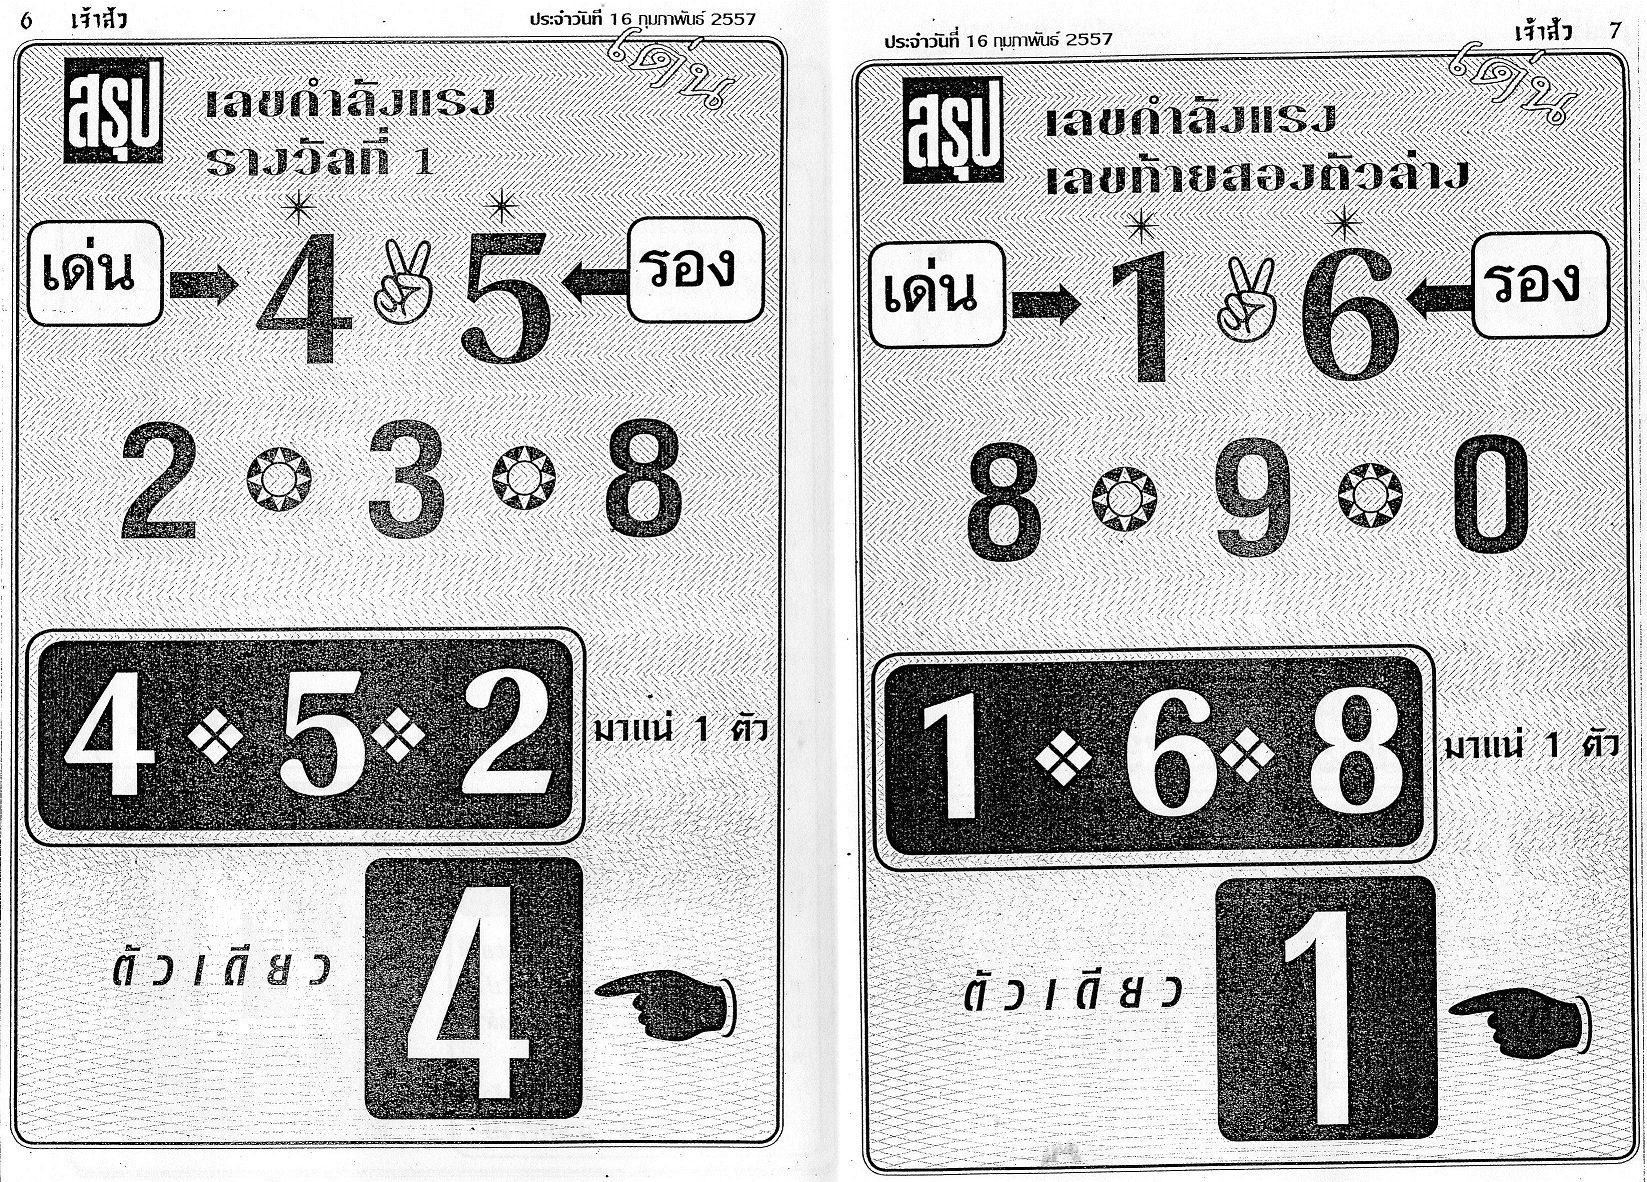 6 เจ้าสัว ประจำวันที่ 16 กุมภาพันธ์ 2557
เด่น
สรุป เลขกำลังแรง
รางวัลที่ 1
เด่น 4 5 รอง
2 3 8
4 5 2 มาแน่ 1 ตัว
ตัวเดียว 4
ประจำวันที่ 16 กุมภาพันธ์ 2557 เจ้าสัว 7
เด่น
สรุป เลขกำลังแรง
เลขท้ายสองตัวล่าง
เด่น 1 6 รอง
8 9 0
1 6 8 มาแน่ 1 ตัว
ตัวเดียว 1